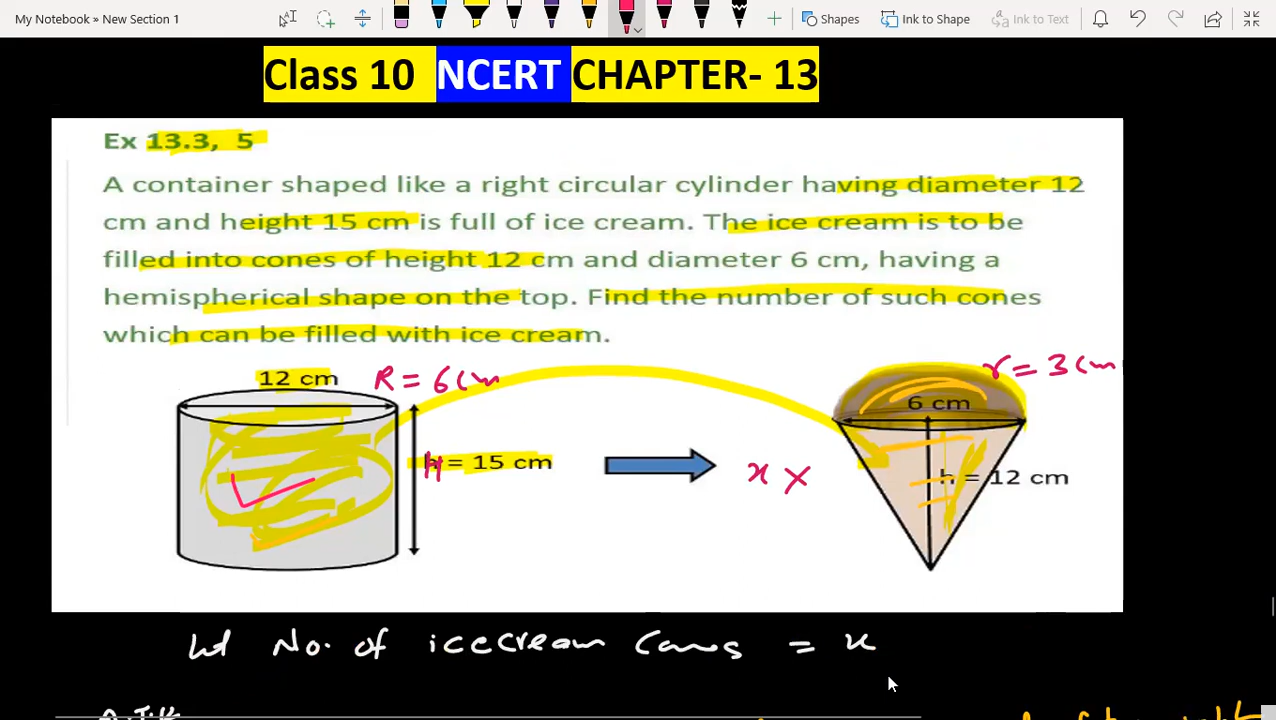 My Notebook » New Section 1
Shapes
Ink to Shape
Ink to Text
Class 10 NCERT CHAPTER- 13
Ex 13.3, 5
A container shaped like a right circular cylinder having diameter 12
cm and height 15 cm is full of ice cream. The ice cream is to be
filled into cones of height 12 cm and diameter 6 cm, having a
hemispherical shape on the top. Find the number of such cones
which can be filled with ice cream.
12 cm
R = 6cm
r = 3cm
6 cm
H = 15 cm
x ×
h = 12 cm
Let No. of icecream Cones = x